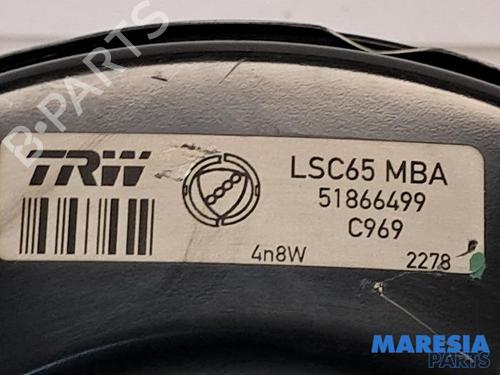 B-PARTS
TRW
LSC65 MBA
51866499
C969
4n8W
2278
MARESIA
PARTS